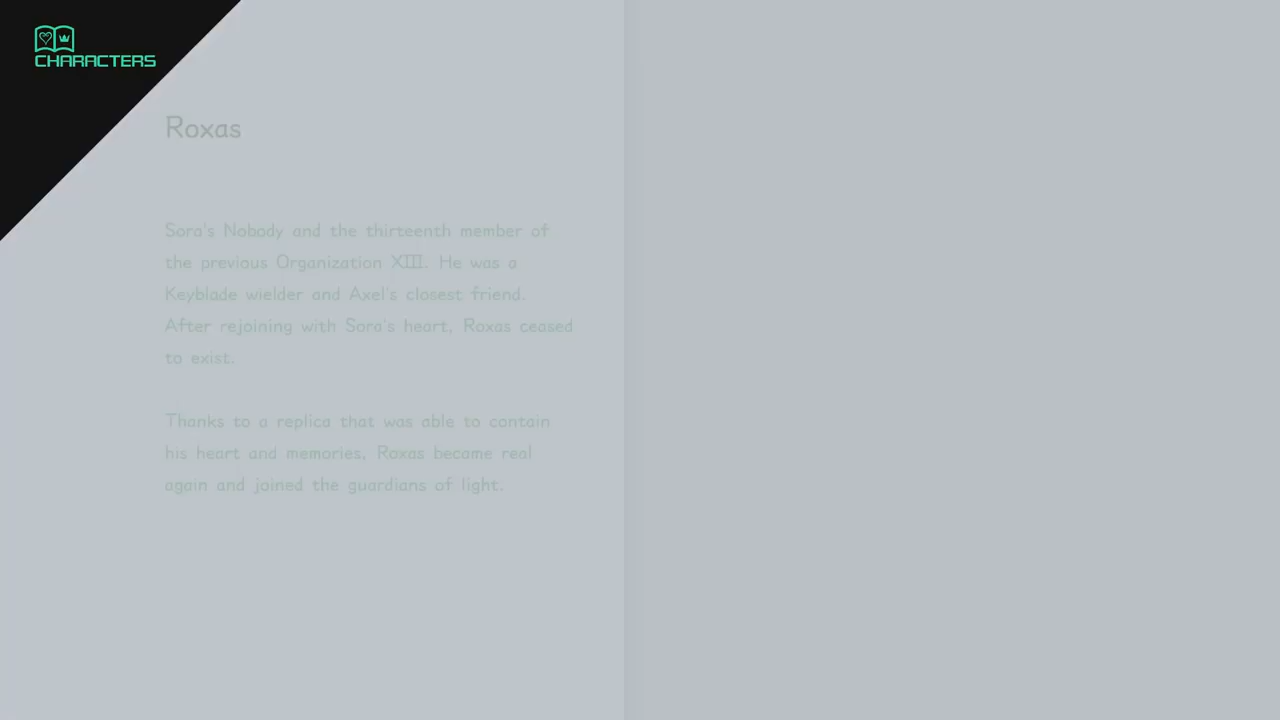 CHARACTERS
Roxas
Sora's Nobody and the thirteenth member of
the previous Organization XIII. He was a
Keyblade wielder and Axel's closest friend.
After rejoining with Sora's heart, Roxas ceased
to exist.
Thanks to a replica that was able to contain
his heart and memories, Roxas became real
again and joined the guardians of light.